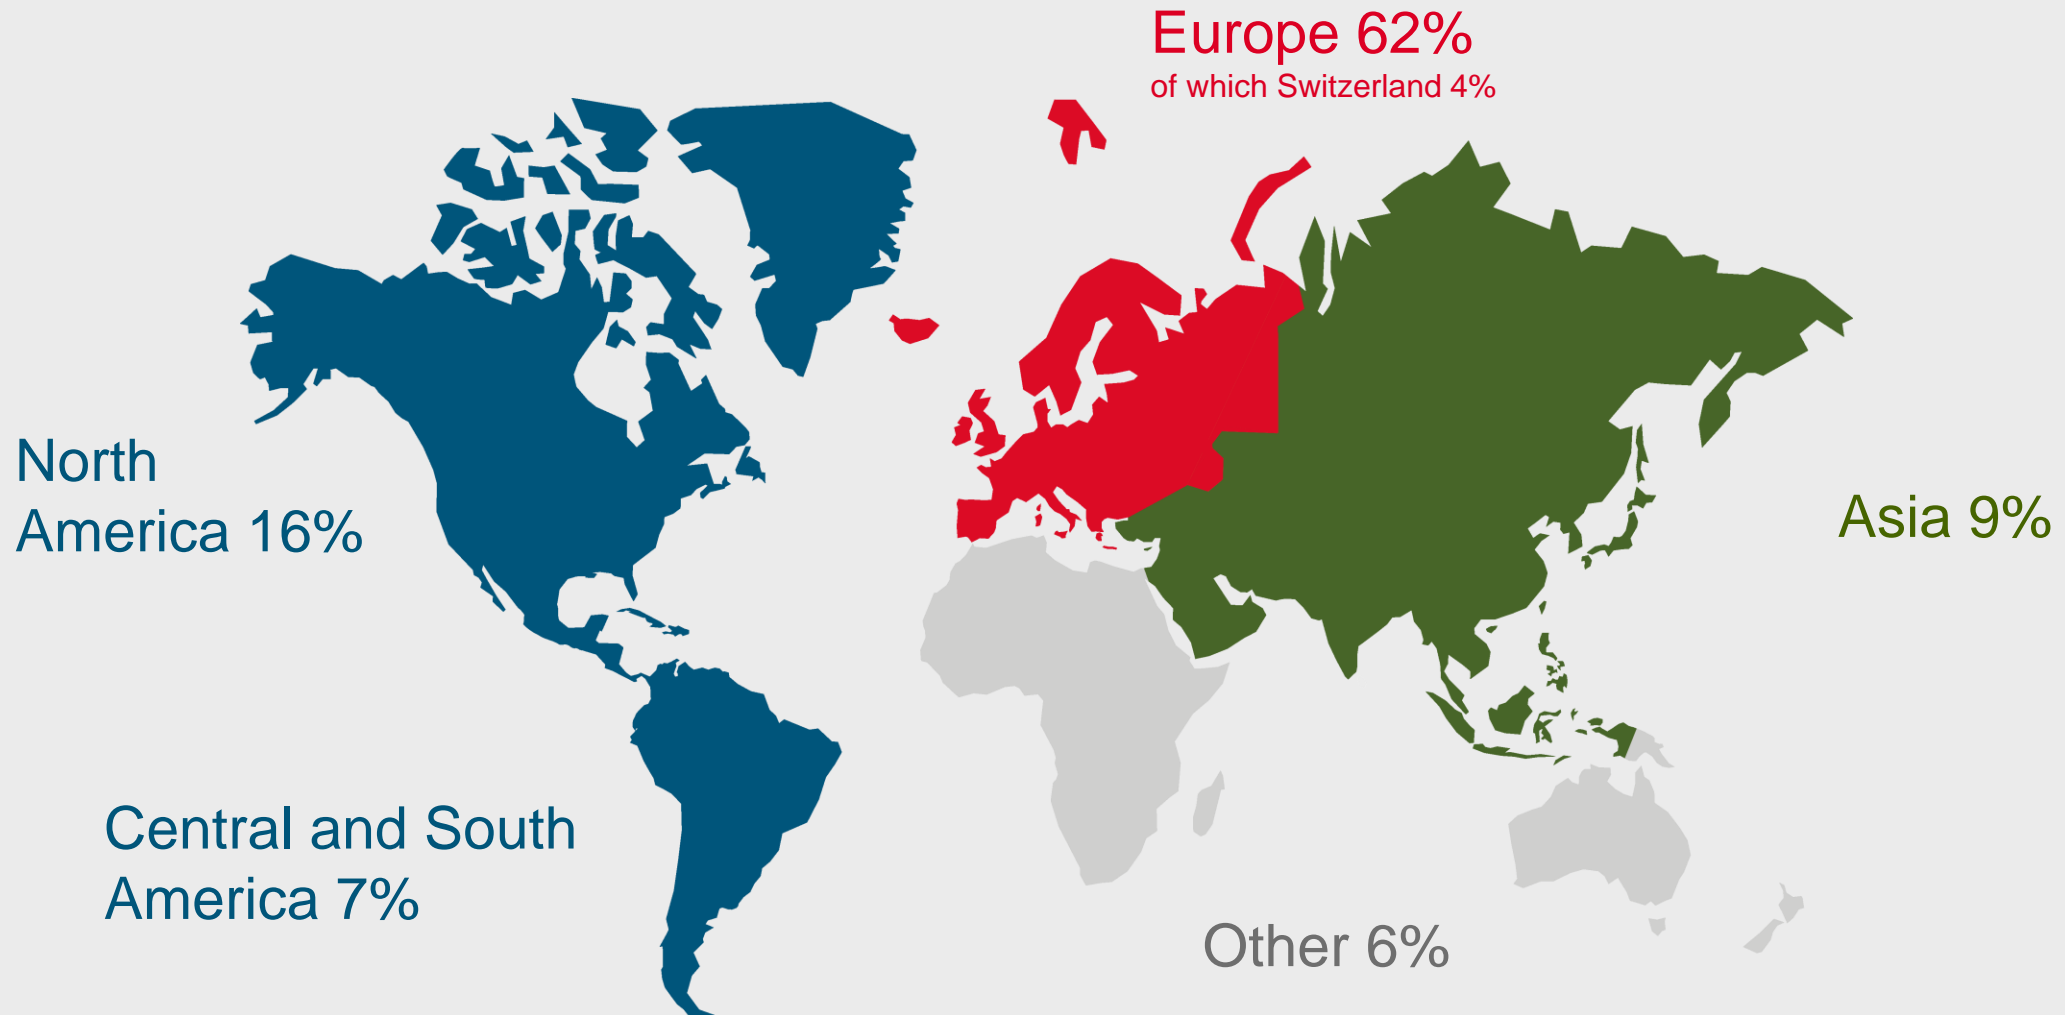 Europe 62%
of which Switzerland 4%
North
America 16%
Asia 9%
Central and South
America 7%
Other 6%